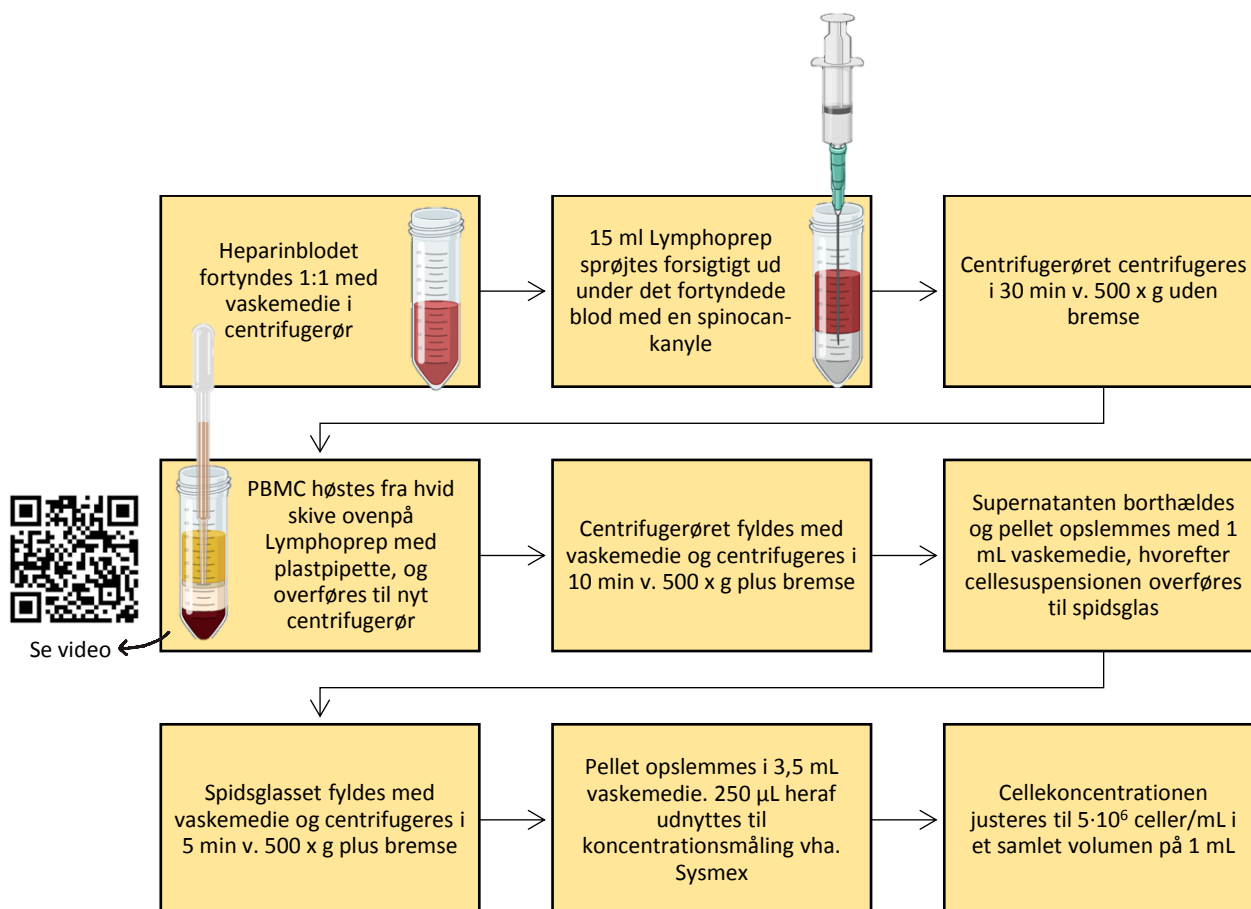 Heparinblodet
fortyndes 1:1 med
vaskemedie i
centrifugerør
15 ml Lymphoprep
sprøjtes forsigtigt ud
under det fortyndede
blod med en spinocan-
kanyle
Centrifugerøret centrifugeres
i 30 min v. 500 x g uden
bremse
PBMC høstes fra hvid
skive ovenpå
Lymphoprep med
plastpipette, og
overføres til nyt
centrifugerør
Se video
Centrifugerøret fyldes med
vaskemedie og centrifugeres i
10 min v. 500 x g plus bremse
Supernatanten borthældes
og pellet opslemmes med 1
mL vaskemedie, hvorefter
cellesuspensionen overføres
til spidsglas
Spidsglasset fyldes med
vaskemedie og centrifugeres i
5 min v. 500 x g plus bremse
Pellet opslemmes i 3,5 mL
vaskemedie. 250 µL heraf
udnyttes til
koncentrationsmåling vha.
Sysmex
Cellekoncentrationen
justeres til 5·10⁶ celler/mL i
et samlet volumen på 1 mL